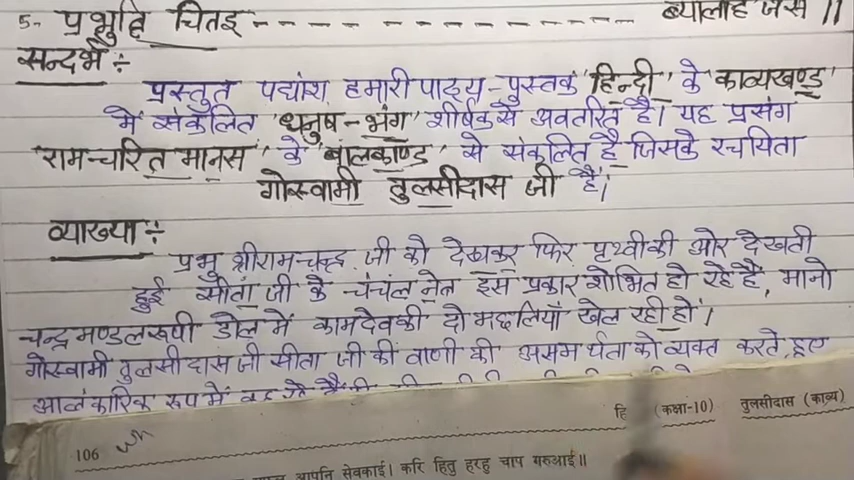 5- प्रभुहि चितइ - - - - - - - - - - - - - ब्यालाह जस ||
सन्दर्भ ÷
प्रस्तुत पद्यांश हमारी पाठ्य-पुस्तक 'हिन्दी' के 'काव्यखण्ड'
में संकलित 'धनुष-भंग' शीर्षक से अवतरित है। यह प्रसंग
'रामचरित मानस' के 'बालकाण्ड' से संकलित है जिसके रचयिता
गोस्वामी तुलसीदास जी हैं।
व्याख्या ÷
प्रभु श्रीरामचन्द्र जी को देखकर फिर पृथ्वी की ओर देखती
हुई सीता जी के चंचल नेत्र इस प्रकार शोभित हो रहे है, मानो
चन्द्रमण्डलरूपी डोल में कामदेव की दो मछलियाँ खेल रही हों।
गोस्वामी तुलसीदास जी सीता जी की वाणी की असमर्थता को व्यक्त करते हुए
आलंकारिक रूप में
106 (कक्षा-10) तुलसीदास (काव्य)
आपनि सेवकाई। करि हितु हरहु चाप गरुआई॥